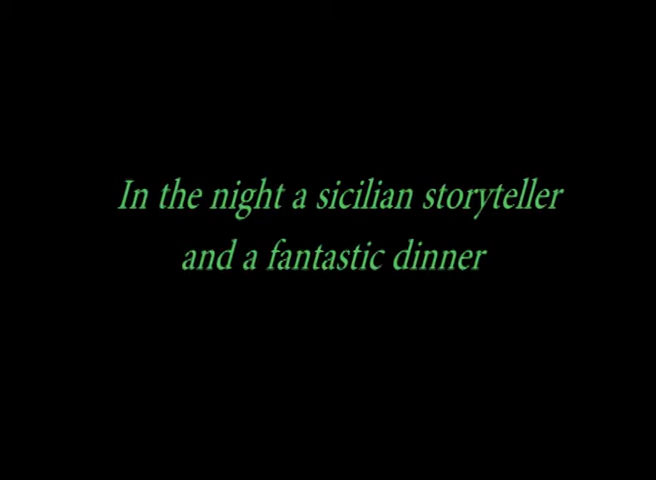 In the night a sicilian storyteller
and a fantastic dinner